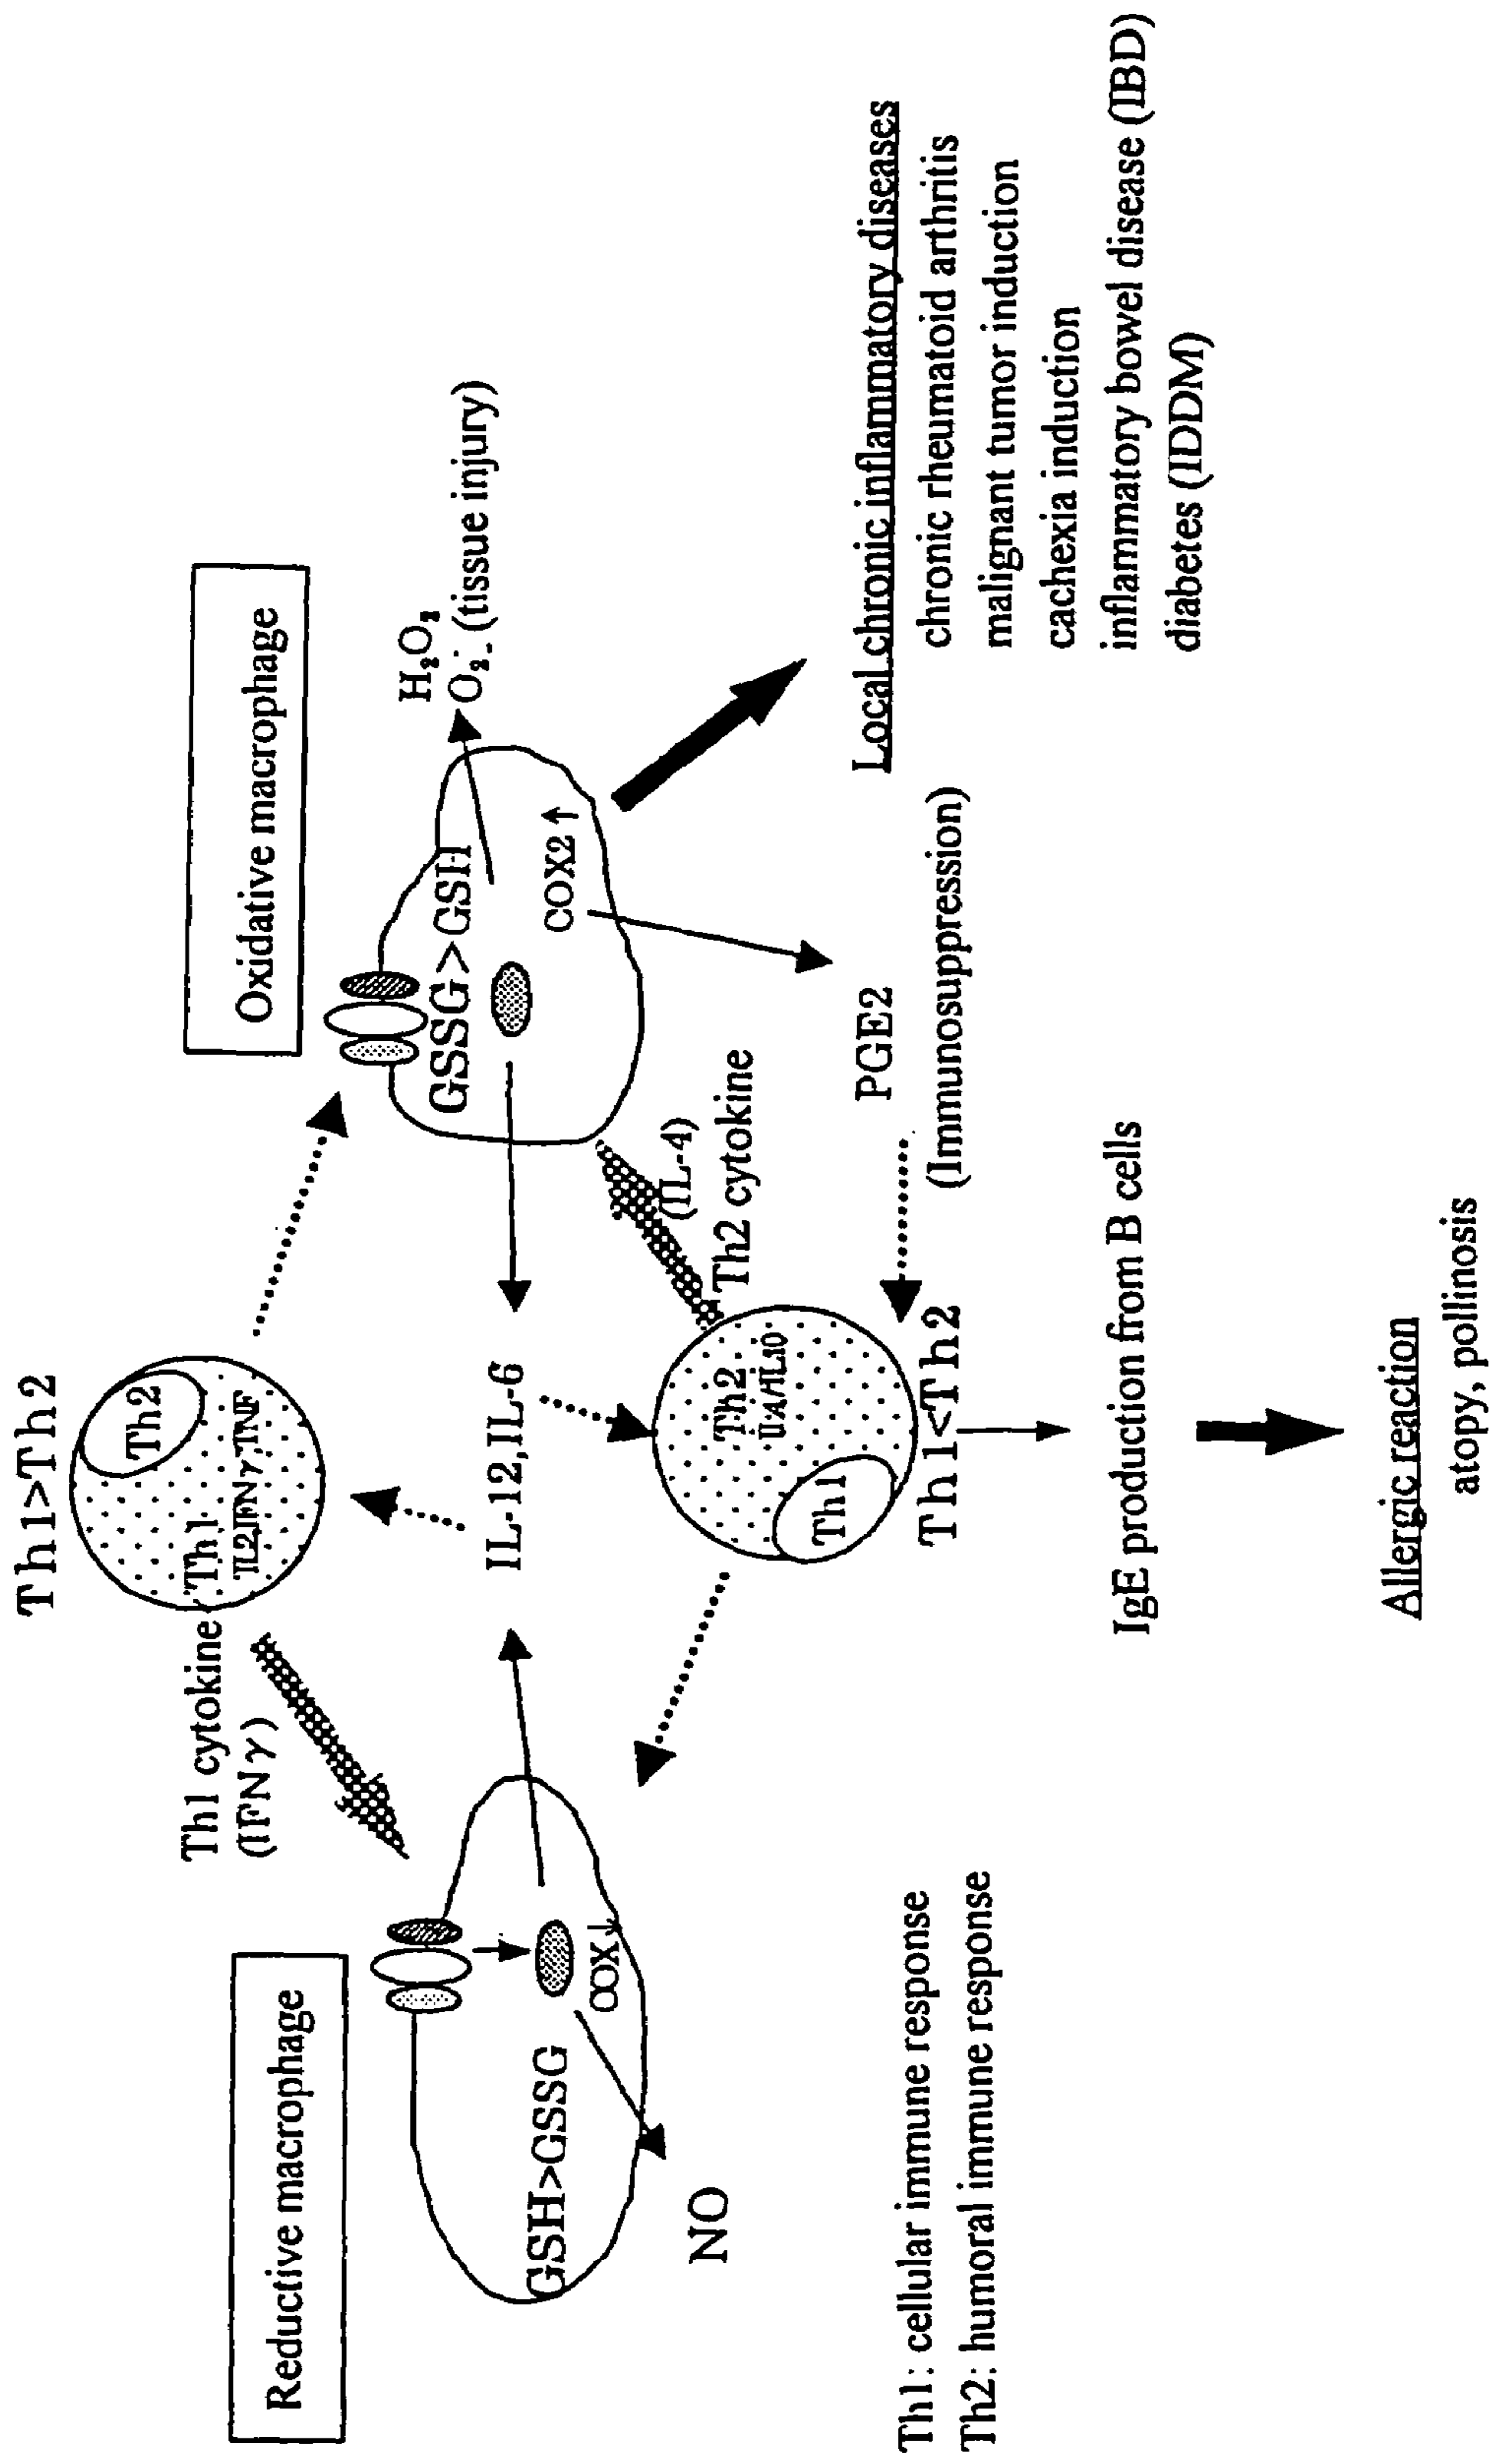 Th1>Th2
Th2
Th1
IL2,IFNγ,TNF
Th1 cytokine
(IFNγ)
Reductive macrophage
GSH>GSSG
COX↓
NO
IL-12,IL-6
Oxidative macrophage
GSSG>GSH
COX2↑
H₂O₂
O₂⁻ (tissue injury)
(IL-4)
Th2 cytokine
Th2
Th1
Th1<Th2
PGE2
(Immunosuppression)
Local chronic inflammatory diseases
chronic rheumatoid arthritis
malignant tumor induction
cachexia induction
inflammatory bowel disease (IBD)
diabetes (IDDM)
IgE production from B cells
Allergic reaction
atopy, pollinosis
Th1: cellular immune response
Th2: humoral immune response